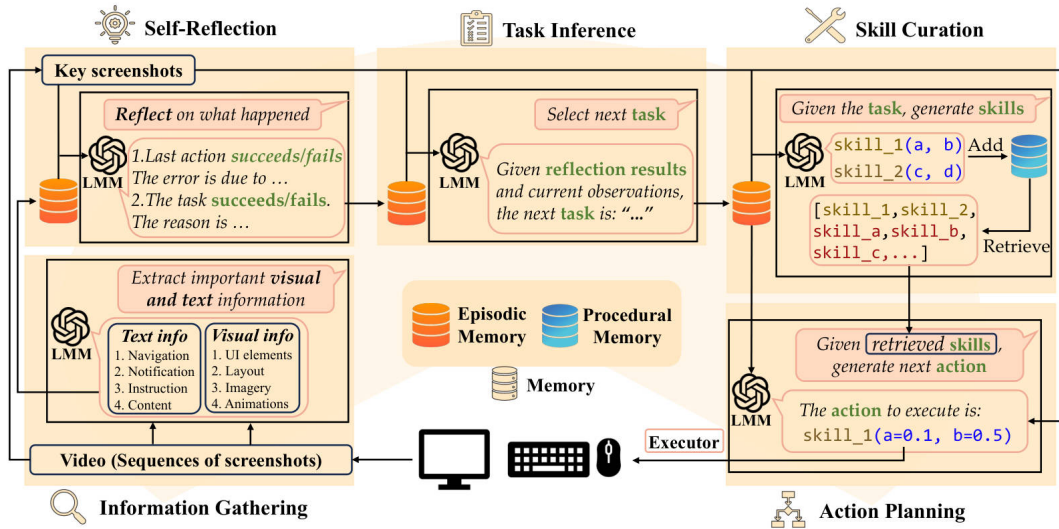 Self-Reflection
Task Inference
Skill Curation
Key screenshots
Reflect on what happened
LMM
1.Last action succeeds/fails
The error is due to …
2.The task succeeds/fails.
The reason is …
Select next task
LMM
Given reflection results
and current observations,
the next task is: “...”
Given the task, generate skills
LMM
skill_1(a, b)
skill_2(c, d)
Add
[skill_1,skill_2,
skill_a,skill_b,
skill_c,...]
Retrieve
Extract important visual
and text information
LMM
Text info
1. Navigation
2. Notification
3. Instruction
4. Content
Visual info
1. UI elements
2. Layout
3. Imagery
4. Animations
Episodic
Memory
Procedural
Memory
Memory
Given retrieved skills,
generate next action
LMM
The action to execute is:
skill_1(a=0.1, b=0.5)
Executor
Video (Sequences of screenshots)
Information Gathering
Action Planning